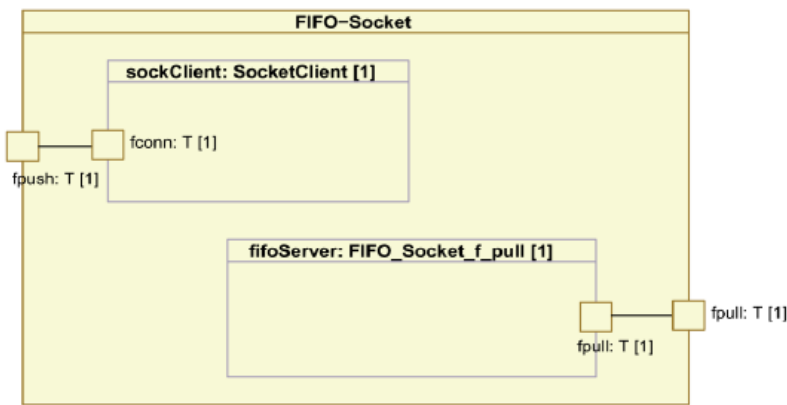 FIFO-Socket
sockClient: SocketClient [1]
fconn: T [1]
fpush: T [1]
fifoServer: FIFO_Socket_f_pull [1]
fpull: T [1]
fpull: T [1]